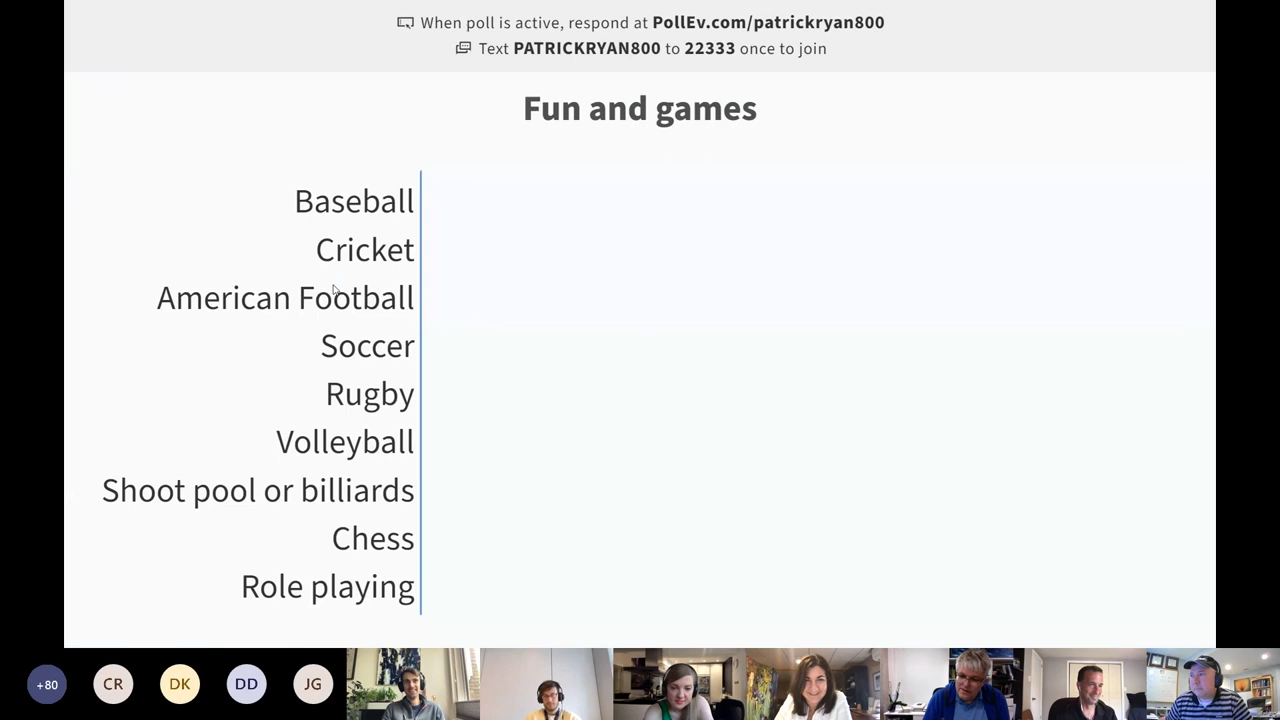 When poll is active, respond at PollEv.com/patrickryan800
Text PATRICKRYAN800 to 22333 once to join
Fun and games
Baseball
Cricket
American Football
Soccer
Rugby
Volleyball
Shoot pool or billiards
Chess
Role playing
+80 CR DK DD JG